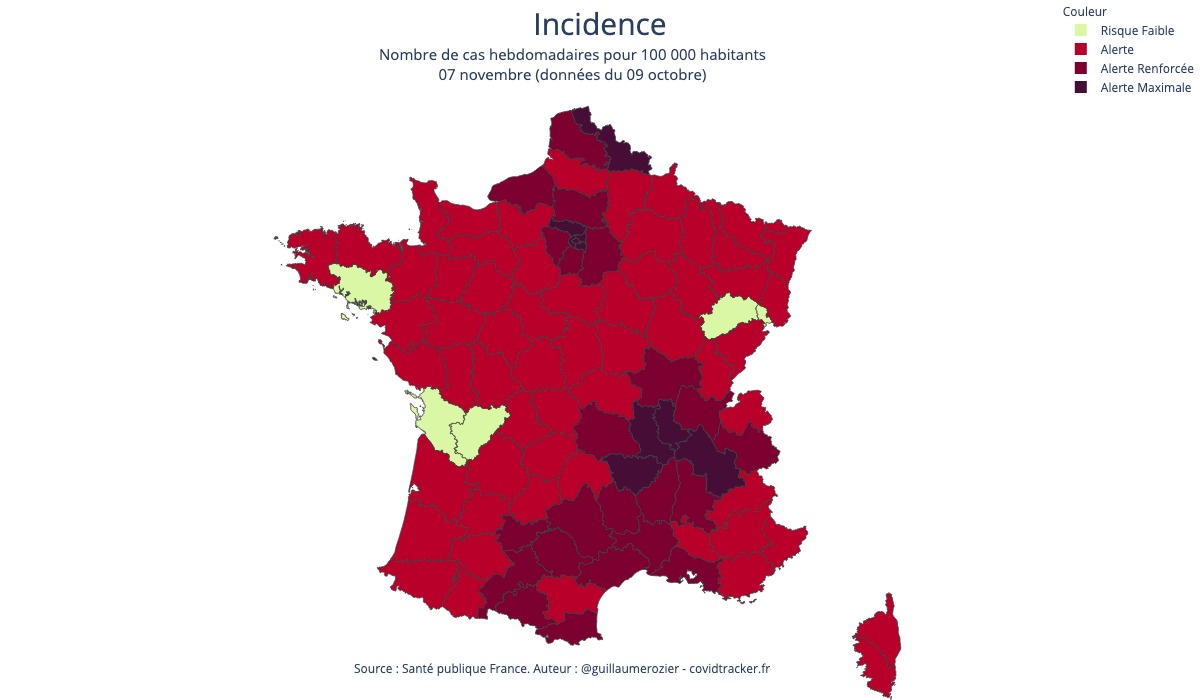 Incidence
Nombre de cas hebdomadaires pour 100 000 habitants
07 novembre (données du 09 octobre)
Couleur
Risque Faible
Alerte
Alerte Renforcée
Alerte Maximale
Source : Santé publique France. Auteur : @guillaumerozier - covidtracker.fr